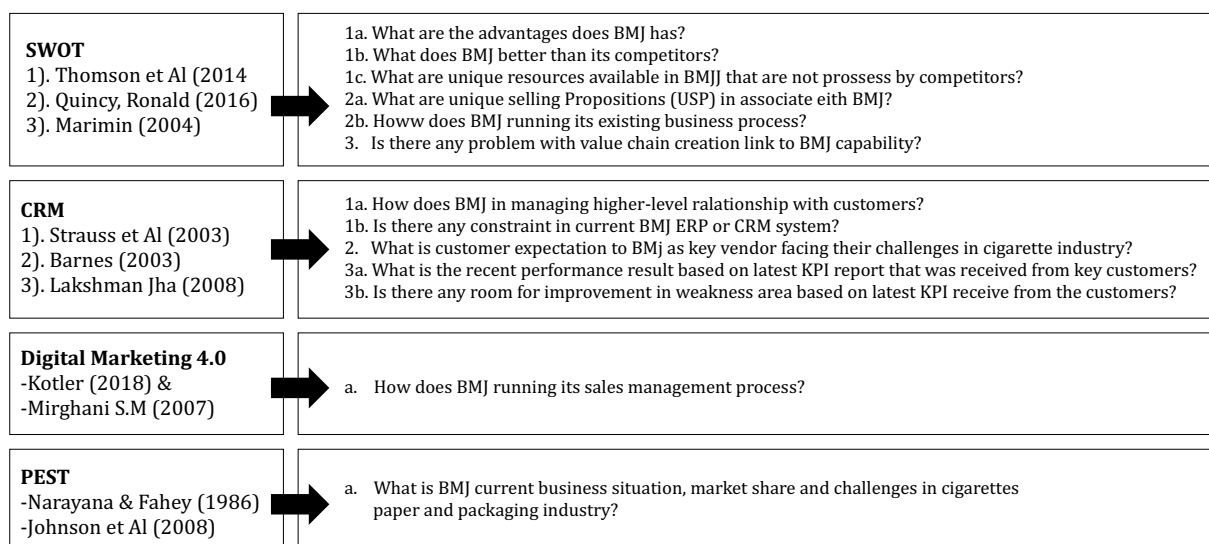 SWOT
1). Thomson et Al (2014
2). Quincy, Ronald (2016)
3). Marimin (2004)
1a. What are the advantages does BMJ has?
1b. What does BMJ better than its competitors?
1c. What are unique resources available in BMJJ that are not prossess by competitors?
2a. What are unique selling Propositions (USP) in associate eith BMJ?
2b. Howw does BMJ running its existing business process?
3. Is there any problem with value chain creation link to BMJ capability?
CRM
1). Strauss et Al (2003)
2). Barnes (2003)
3). Lakshman Jha (2008)
1a. How does BMJ in managing higher-level ralationship with customers?
1b. Is there any constraint in current BMJ ERP or CRM system?
2. What is customer expectation to BMj as key vendor facing their challenges in cigarette industry?
3a. What is the recent performance result based on latest KPI report that was received from key customers?
3b. Is there any room for improvement in weakness area based on latest KPI receive from the customers?
Digital Marketing 4.0
-Kotler (2018) &
-Mirghani S.M (2007)
a. How does BMJ running its sales management process?
PEST
-Narayana & Fahey (1986)
-Johnson et Al (2008)
a. What is BMJ current business situation, market share and challenges in cigarettes
paper and packaging industry?